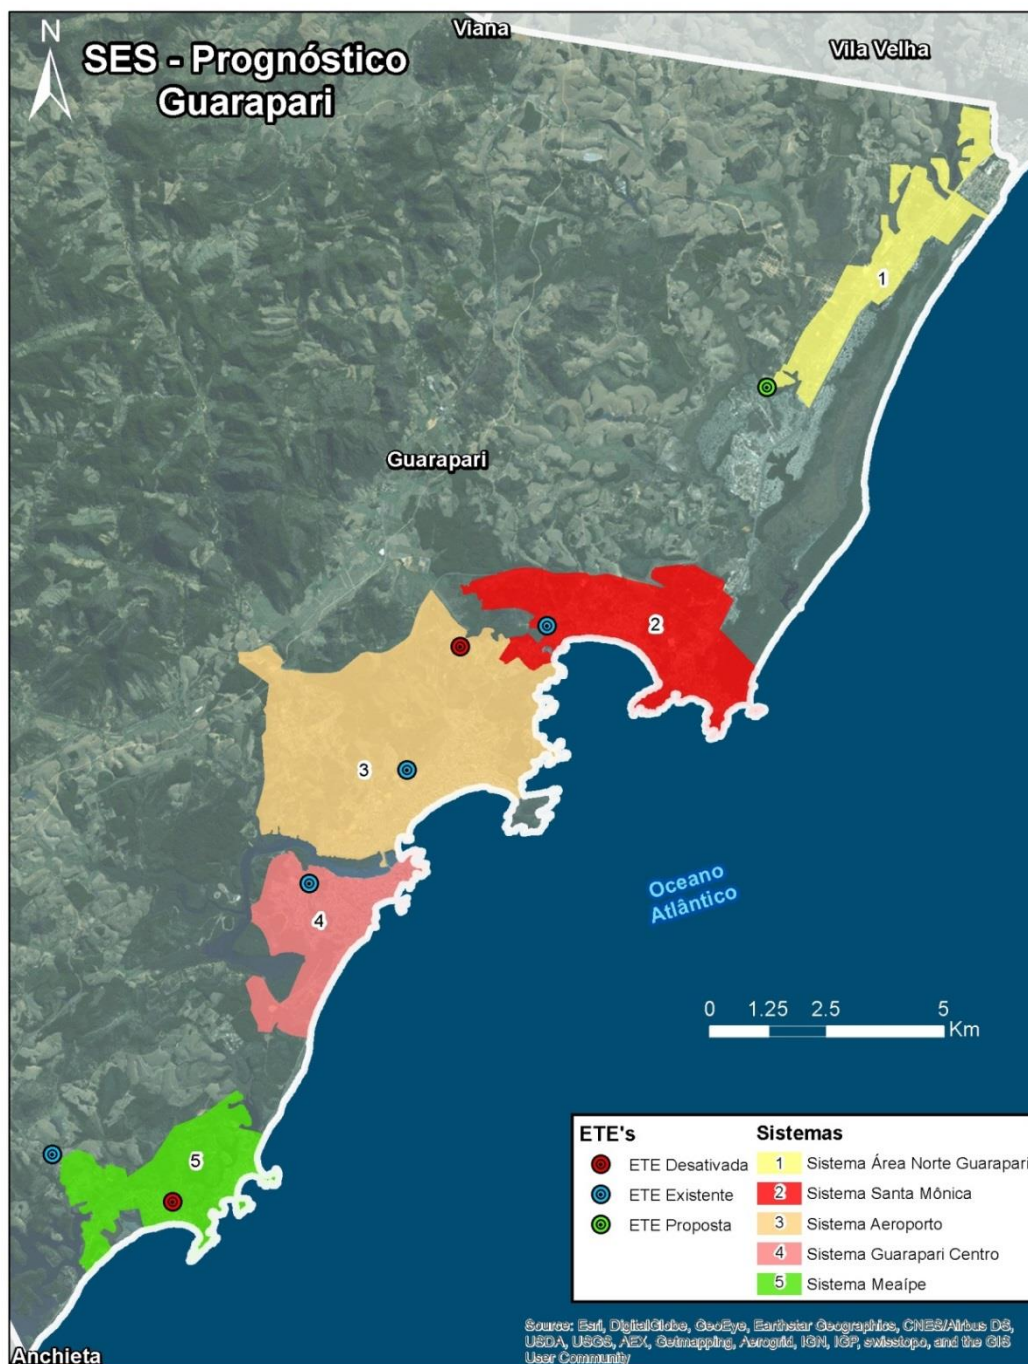 Viana
Vila Velha
N
SES - Prognóstico
Guarapari
1
Guarapari
2
3
4
Oceano
Atlântico
0 1.25 2.5 5
Km
5
ETE's
ETE Desativada
ETE Existente
ETE Proposta
Sistemas
1 Sistema Área Norte Guarapari
2 Sistema Santa Mônica
3 Sistema Aeroporto
4 Sistema Guarapari Centro
5 Sistema Meaípe
Source: Esri, DigitalGlobe, GeoEye, Earthstar Geographics, CNES/Airbus DS,
USDA, USGS, AEX, Getmapping, Aerogrid, IGN, IGP, swisstopo, and the GIS
User Community
Anchieta